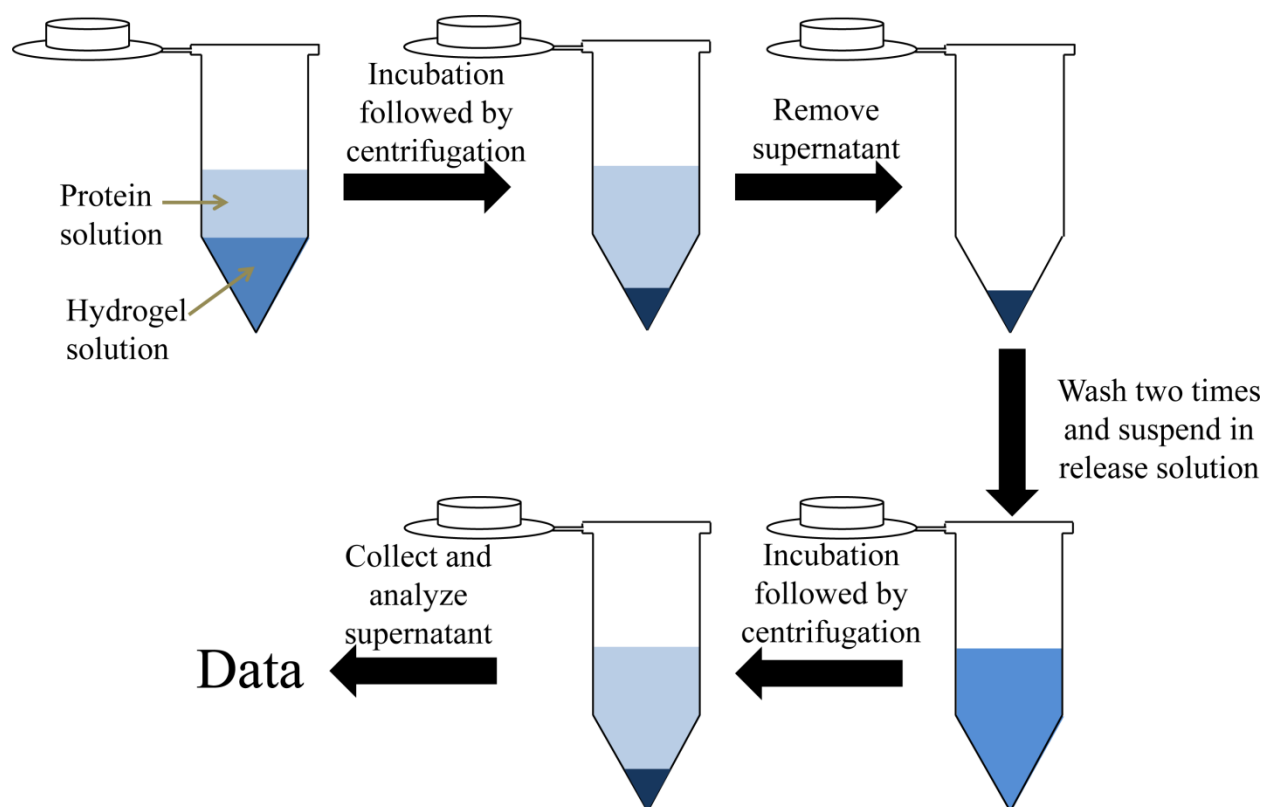 Incubation
followed by
centrifugation
Remove
supernatant
Protein
solution
Hydrogel
solution
Wash two times
and suspend in
release solution
Incubation
followed by
centrifugation
Collect and
analyze
supernatant
Data